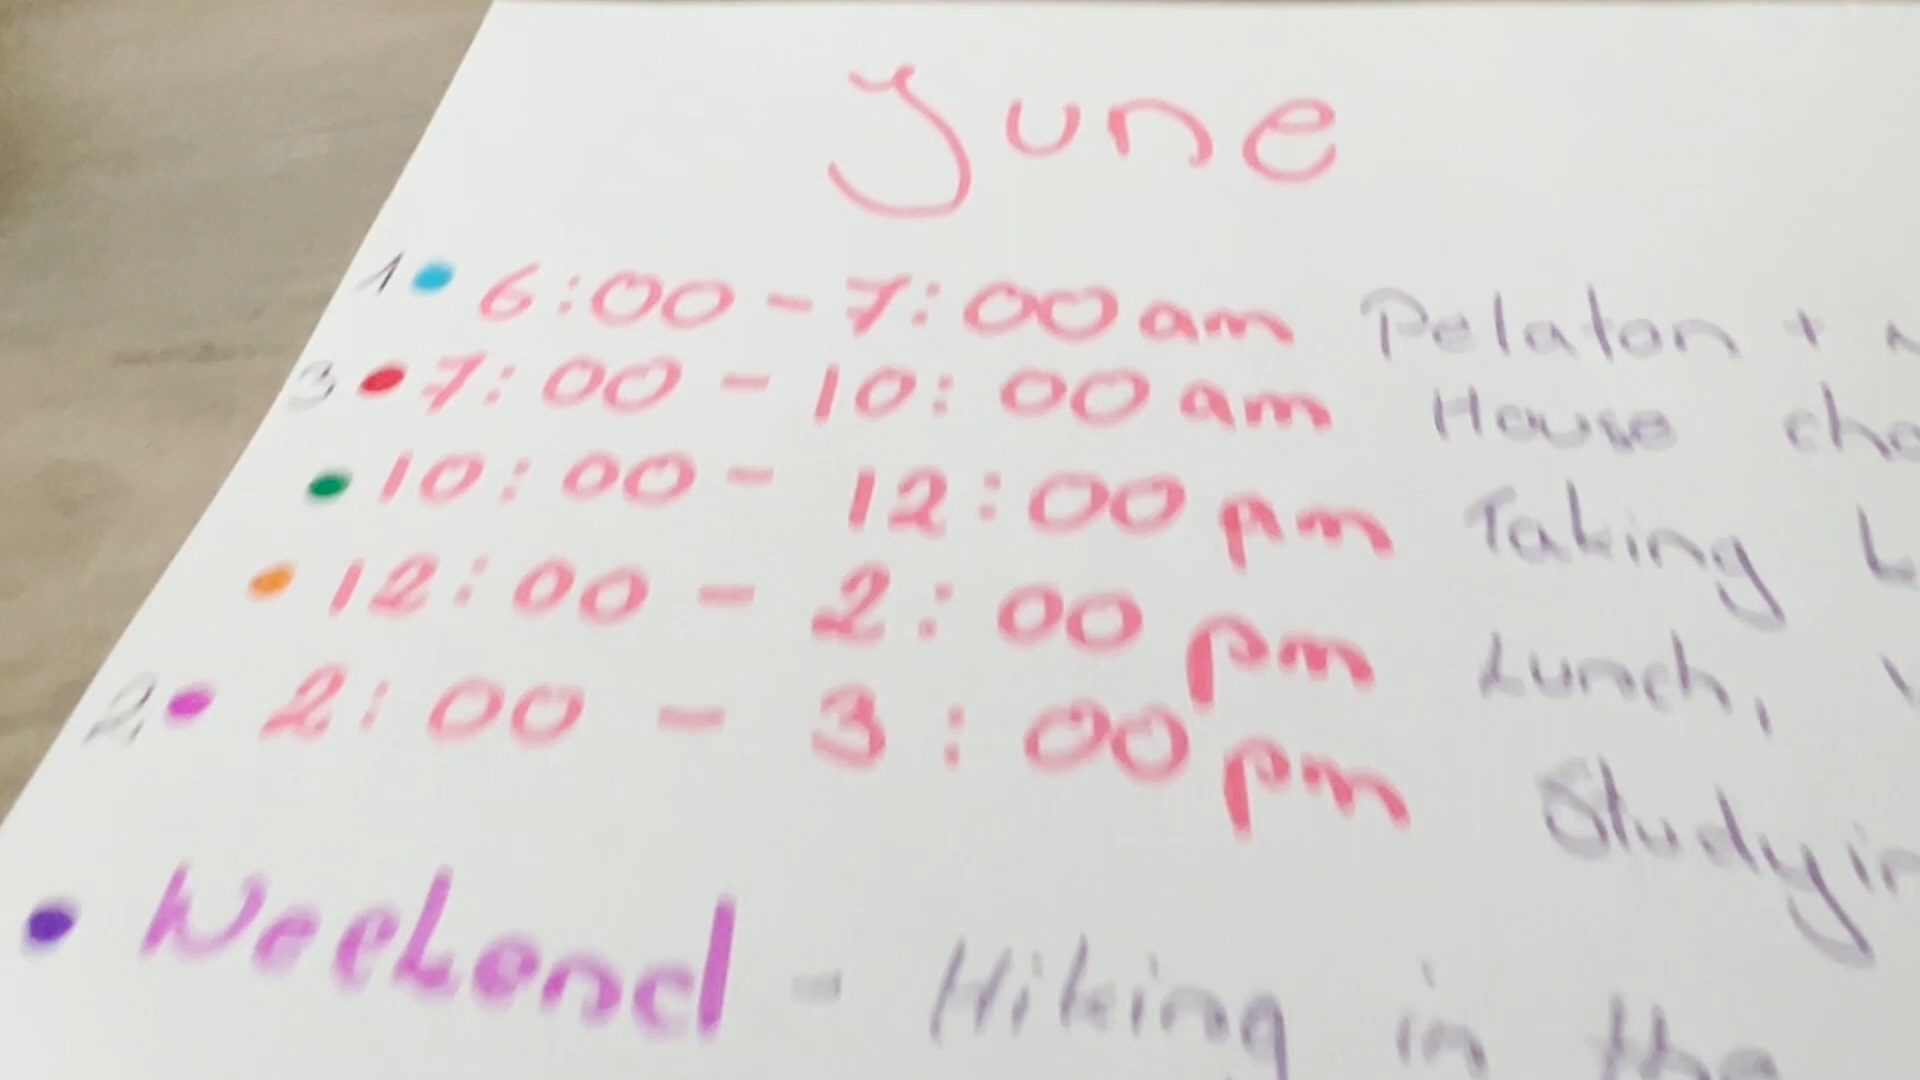 June
1 • 6:00 - 7:00 am Pelaton +
3 • 7:00 - 10:00 am House
• 10:00 - 12:00 pm Taking
• 12:00 - 2:00 pm Lunch,
2 • 2:00 - 3:00 pm
• Weekend - Hiking in the